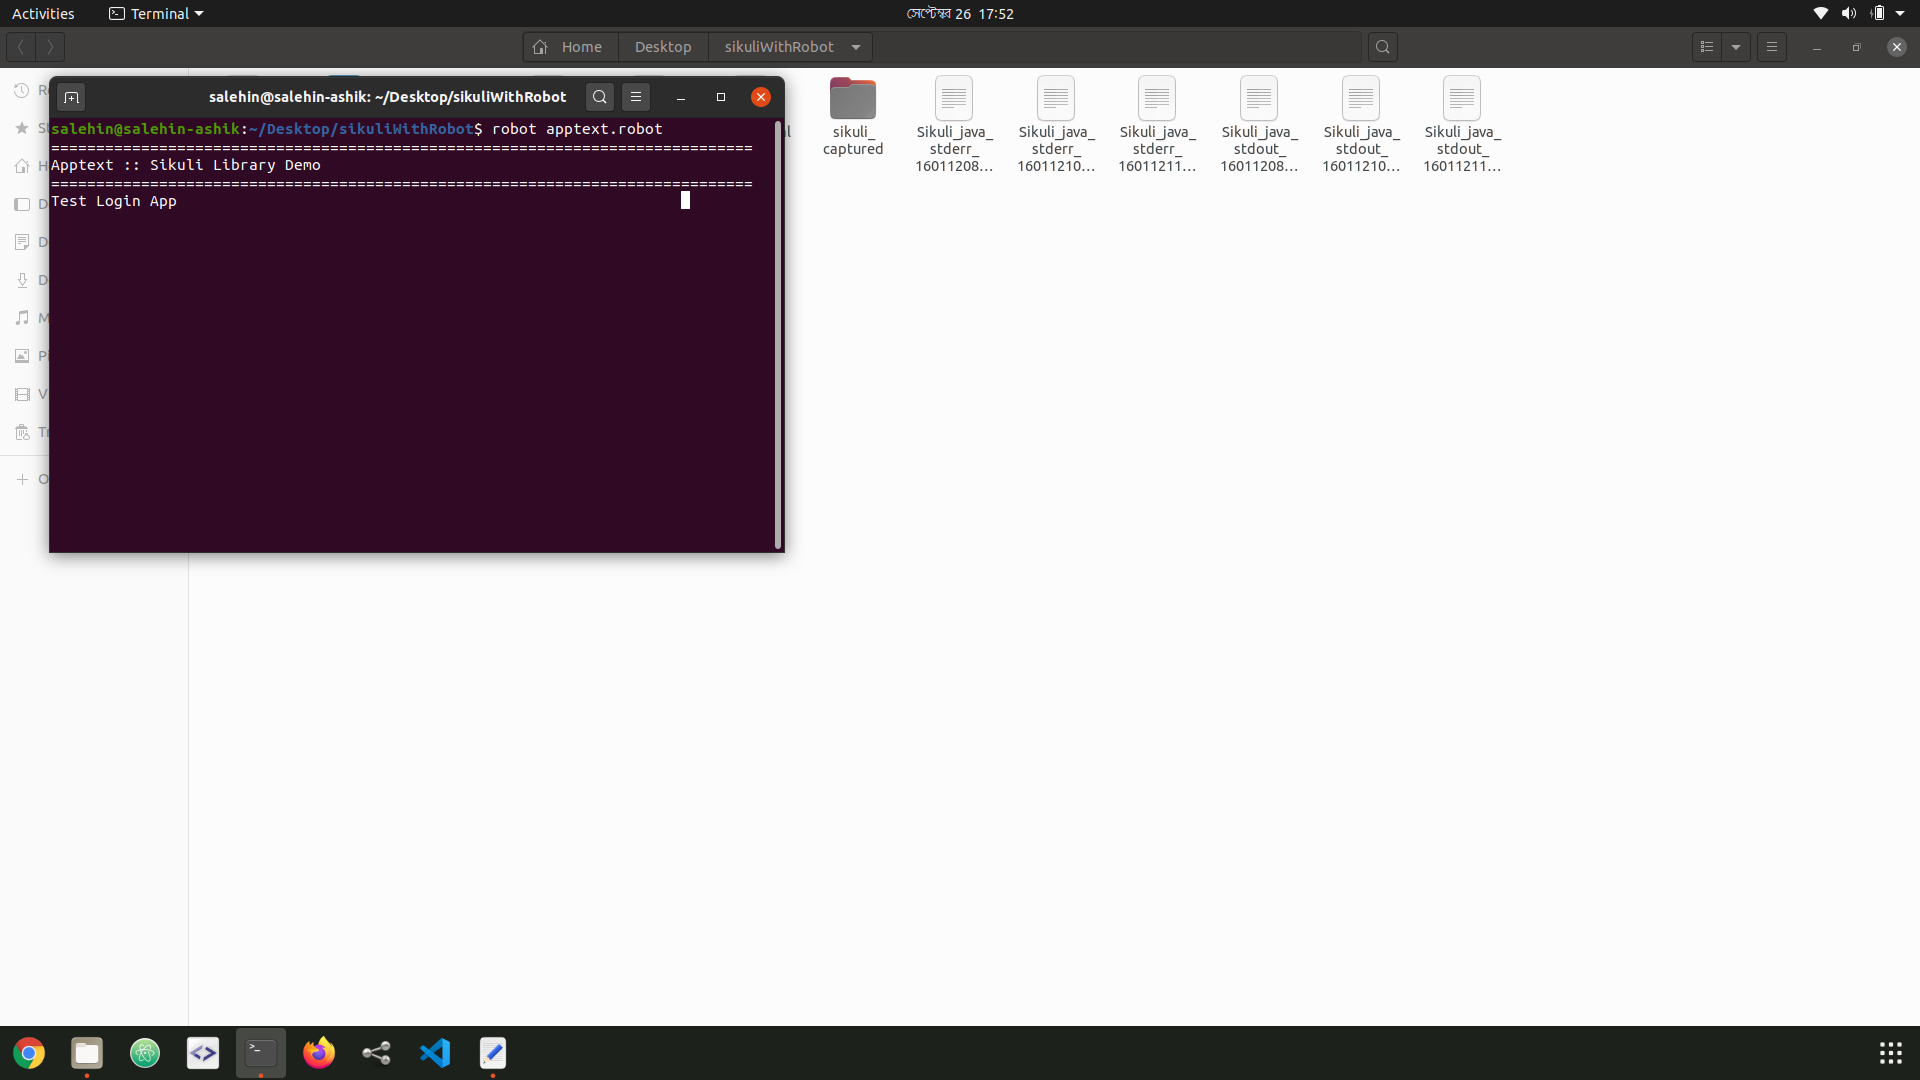 Activities
Terminal
সেপ্টেম্বর 26 17:52
Home
Desktop
sikuliWithRobot
salehin@salehin-ashik: ~/Desktop/sikuliWithRobot
salehin@salehin-ashik:~/Desktop/sikuliWithRobot$ robot apptext.robot
==============================================================================
Apptext :: Sikuli Library Demo
==============================================================================
Test Login App
sikuli_
captured
Sikuli_java_
stderr_
16011208...
Sikuli_java_
stderr_
16011210...
Sikuli_java_
stderr_
16011211...
Sikuli_java_
stdout_
16011208...
Sikuli_java_
stdout_
16011210...
Sikuli_java_
stdout_
16011211...